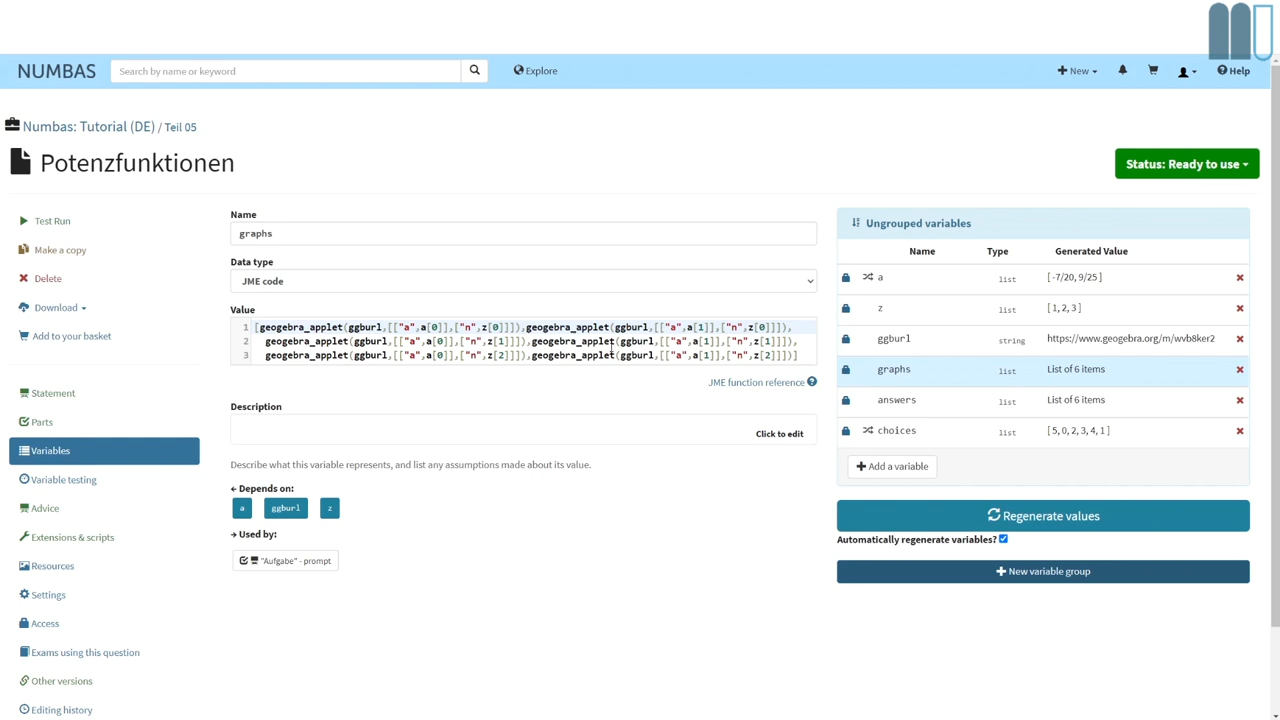 NUMBAS
Search by name or keyword
Explore
New
Help
Numbas: Tutorial (DE) / Teil 05
Potenzfunktionen
Status: Ready to use
Test Run
Make a copy
Delete
Download
Add to your basket
Statement
Parts
Variables
Variable testing
Advice
Extensions & scripts
Resources
Settings
Access
Exams using this question
Other versions
Editing history
Name
graphs
Data type
JME code
Value
1 [geogebra_applet(ggburl,[["a",a[0]],["n",z[0]]]),geogebra_applet(ggburl,[["a",a[1]],["n",z[0]]]),
2 geogebra_applet(ggburl,[["a",a[0]],["n",z[1]]]),geogebra_applet(ggburl,[["a",a[1]],["n",z[1]]]),
3 geogebra_applet(ggburl,[["a",a[0]],["n",z[2]]]),geogebra_applet(ggburl,[["a",a[1]],["n",z[2]]])]
JME function reference
Description
Click to edit
Describe what this variable represents, and list any assumptions made about its value.
Depends on:
a ggburl z
Used by:
"Aufgabe" - prompt
Ungrouped variables
Name Type Generated Value
a list [ -7/20, 9/25 ]
z list [ 1, 2, 3 ]
ggburl string https://www.geogebra.org/m/wvb8ker2
graphs list List of 6 items
answers list List of 6 items
choices list [ 5, 0, 2, 3, 4, 1 ]
Add a variable
Regenerate values
Automatically regenerate variables?
New variable group